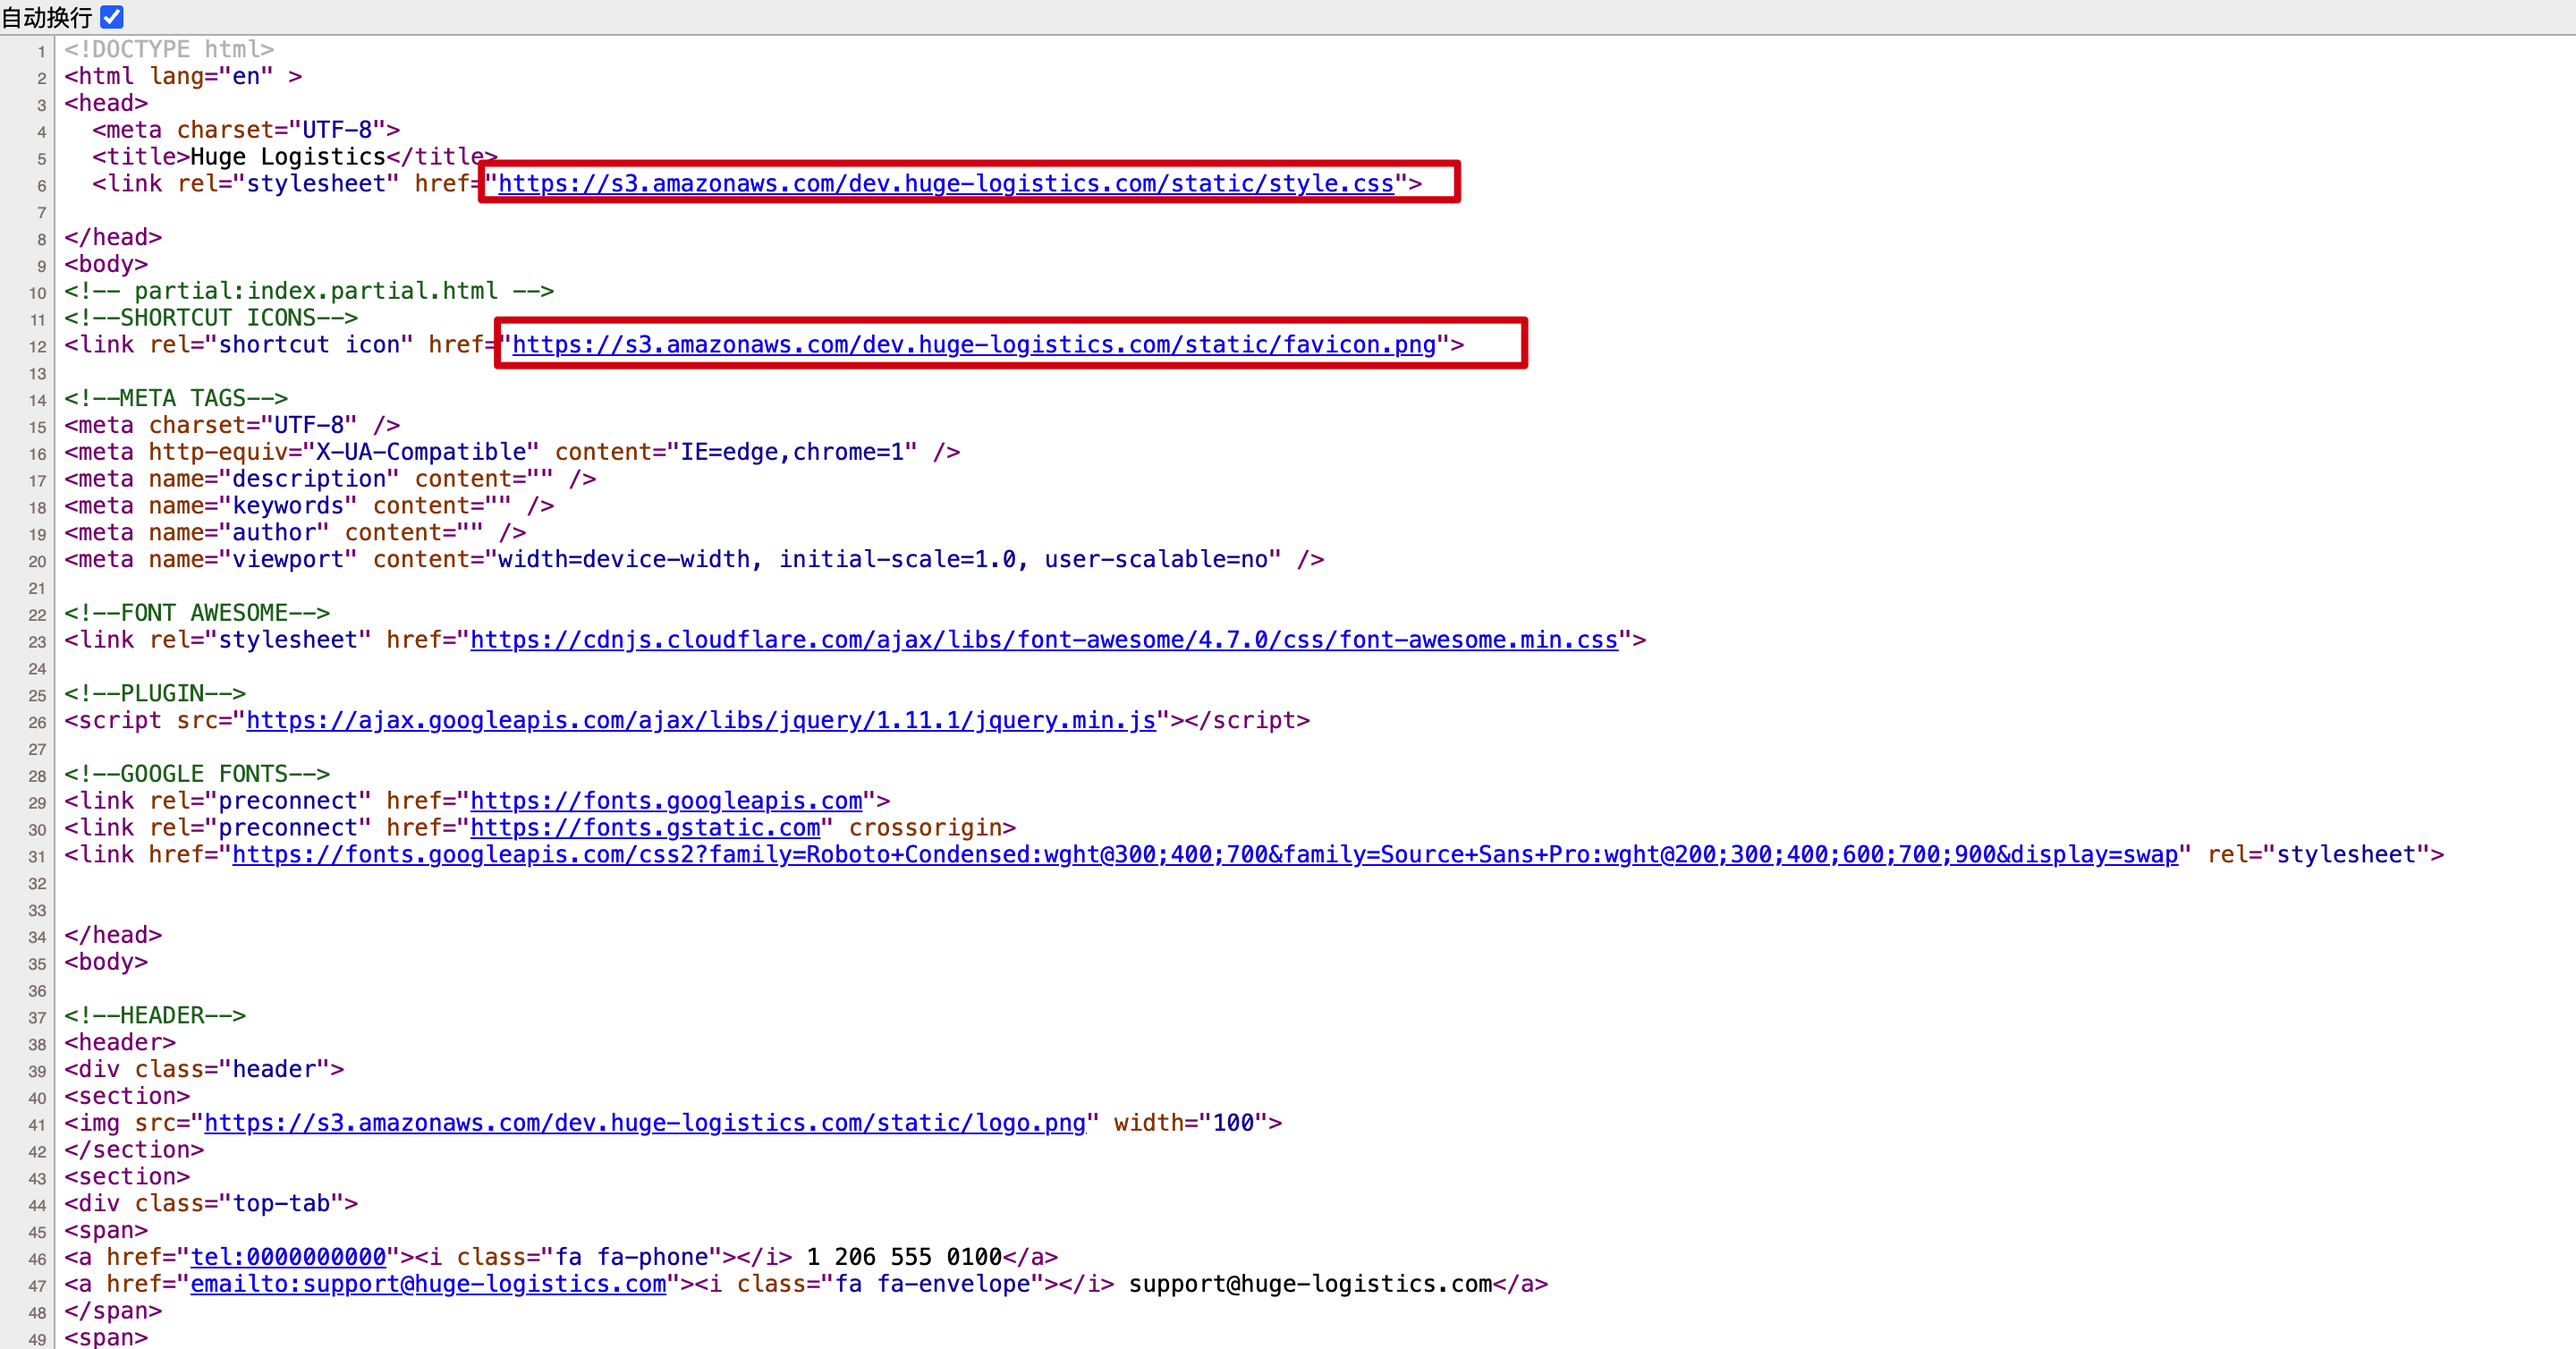 自动换行
1 <!DOCTYPE html>
2 <html lang="en" >
3 <head>
4 <meta charset="UTF-8">
5 <title>Huge Logistics</title>
6 <link rel="stylesheet" href="https://s3.amazonaws.com/dev.huge-logistics.com/static/style.css">
7
8 </head>
9 <body>
10 <!-- partial:index.partial.html -->
11 <!--SHORTCUT ICONS-->
12 <link rel="shortcut icon" href="https://s3.amazonaws.com/dev.huge-logistics.com/static/favicon.png">
13
14 <!--META TAGS-->
15 <meta charset="UTF-8" />
16 <meta http-equiv="X-UA-Compatible" content="IE=edge,chrome=1" />
17 <meta name="description" content="" />
18 <meta name="keywords" content="" />
19 <meta name="author" content="" />
20 <meta name="viewport" content="width=device-width, initial-scale=1.0, user-scalable=no" />
21
22 <!--FONT AWESOME-->
23 <link rel="stylesheet" href="https://cdnjs.cloudflare.com/ajax/libs/font-awesome/4.7.0/css/font-awesome.min.css">
24
25 <!--PLUGIN-->
26 <script src="https://ajax.googleapis.com/ajax/libs/jquery/1.11.1/jquery.min.js"></script>
27
28 <!--GOOGLE FONTS-->
29 <link rel="preconnect" href="https://fonts.googleapis.com">
30 <link rel="preconnect" href="https://fonts.gstatic.com" crossorigin>
31 <link href="https://fonts.googleapis.com/css2?family=Roboto+Condensed:wght@300;400;700&family=Source+Sans+Pro:wght@200;300;400;600;700;900&display=swap" rel="stylesheet">
32
33
34 </head>
35 <body>
36
37 <!--HEADER-->
38 <header>
39 <div class="header">
40 <section>
41 <img src="https://s3.amazonaws.com/dev.huge-logistics.com/static/logo.png" width="100">
42 </section>
43 <section>
44 <div class="top-tab">
45 <span>
46 <a href="tel:0000000000"><i class="fa fa-phone"></i> 1 206 555 0100</a>
47 <a href="emailto:support@huge-logistics.com"><i class="fa fa-envelope"></i> support@huge-logistics.com</a>
48 </span>
49 <span>